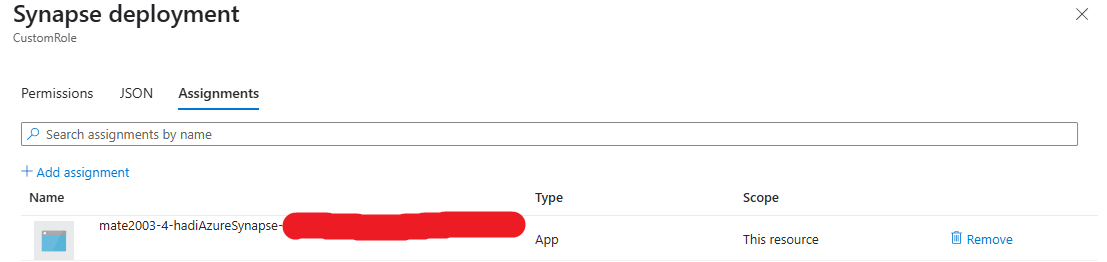 Synapse deployment
CustomRole
Permissions JSON Assignments
Search assignments by name
+ Add assignment
Name Type Scope
mate2003-4-hadiAzureSynapse-
App This resource Remove